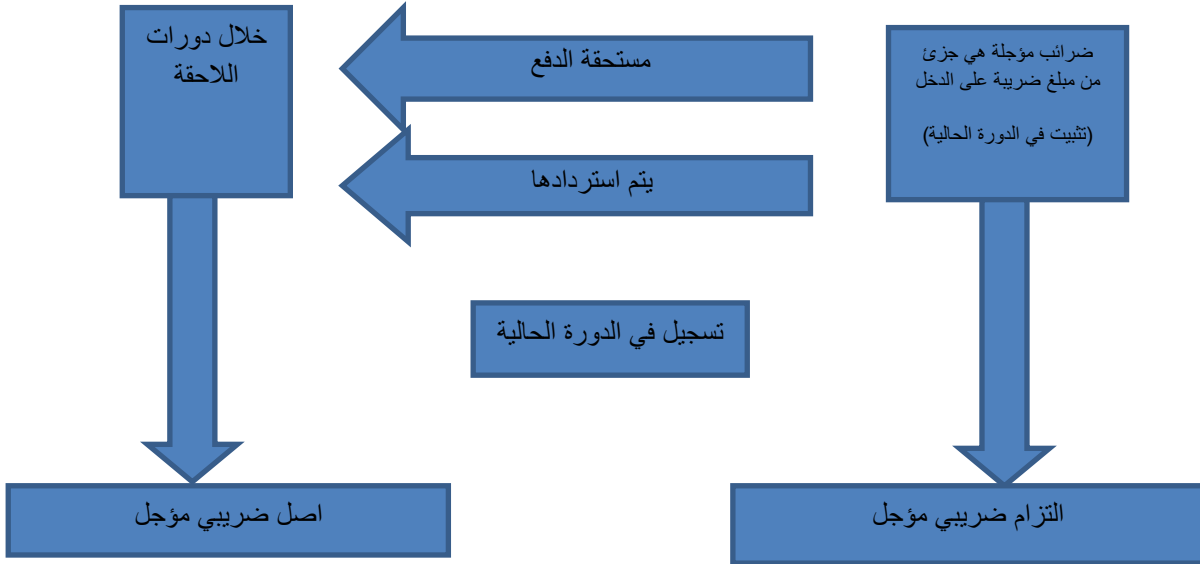 ضرائب مؤجلة هي جزئ
من مبلغ ضريبة على الدخل
(تثبيت في الدورة الحالية)
مستحقة الدفع
يتم استردادها
خلال دورات
اللاحقة
تسجيل في الدورة الحالية
التزام ضريبي مؤجل
اصل ضريبي مؤجل